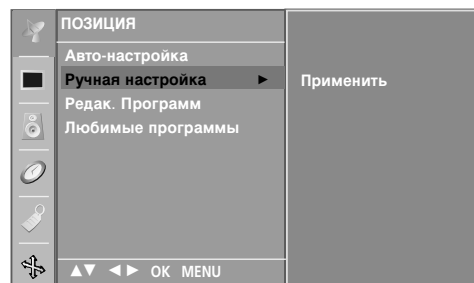 ПОЗИЦИЯ
Авто-настройка
Ручная настройка ►
Применить
Редак. Программ
Любимые программы
▲▼ ◄► OK MENU